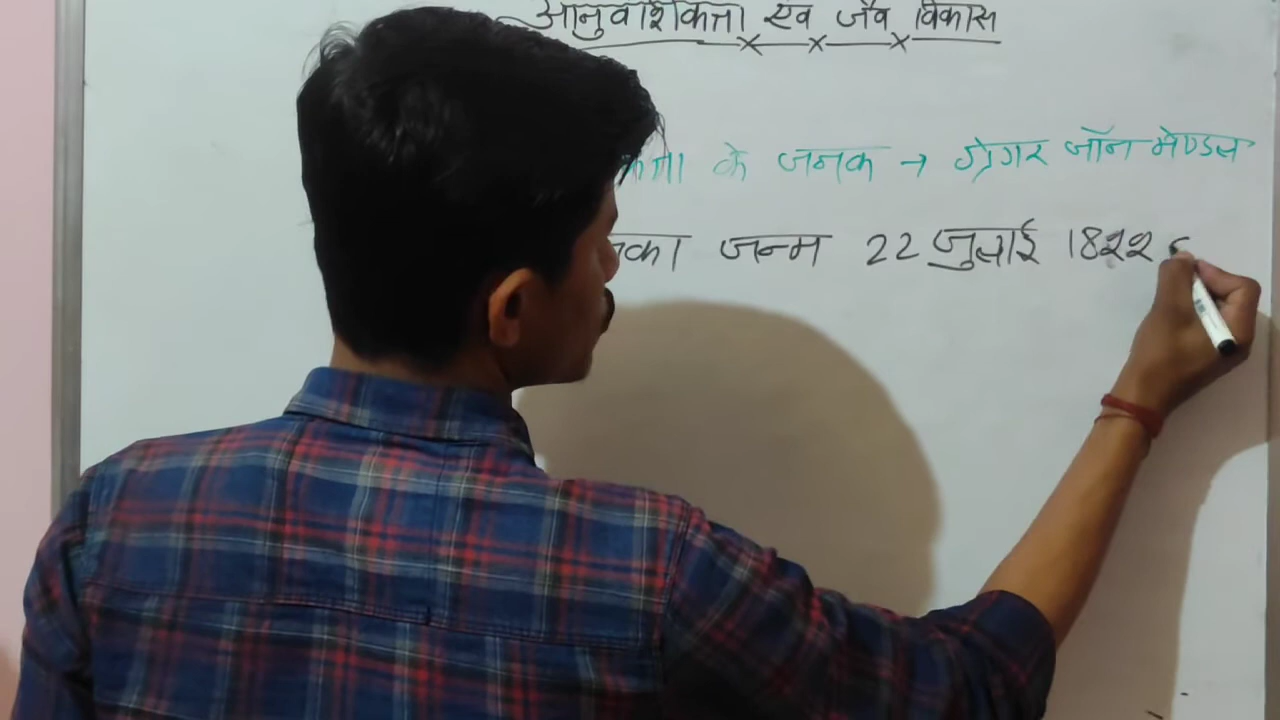 आनुवांशिकता एवं जैव विकास
के जनक → ग्रेगर जॉन मेण्डल
जन्म 22 जुलाई 1822